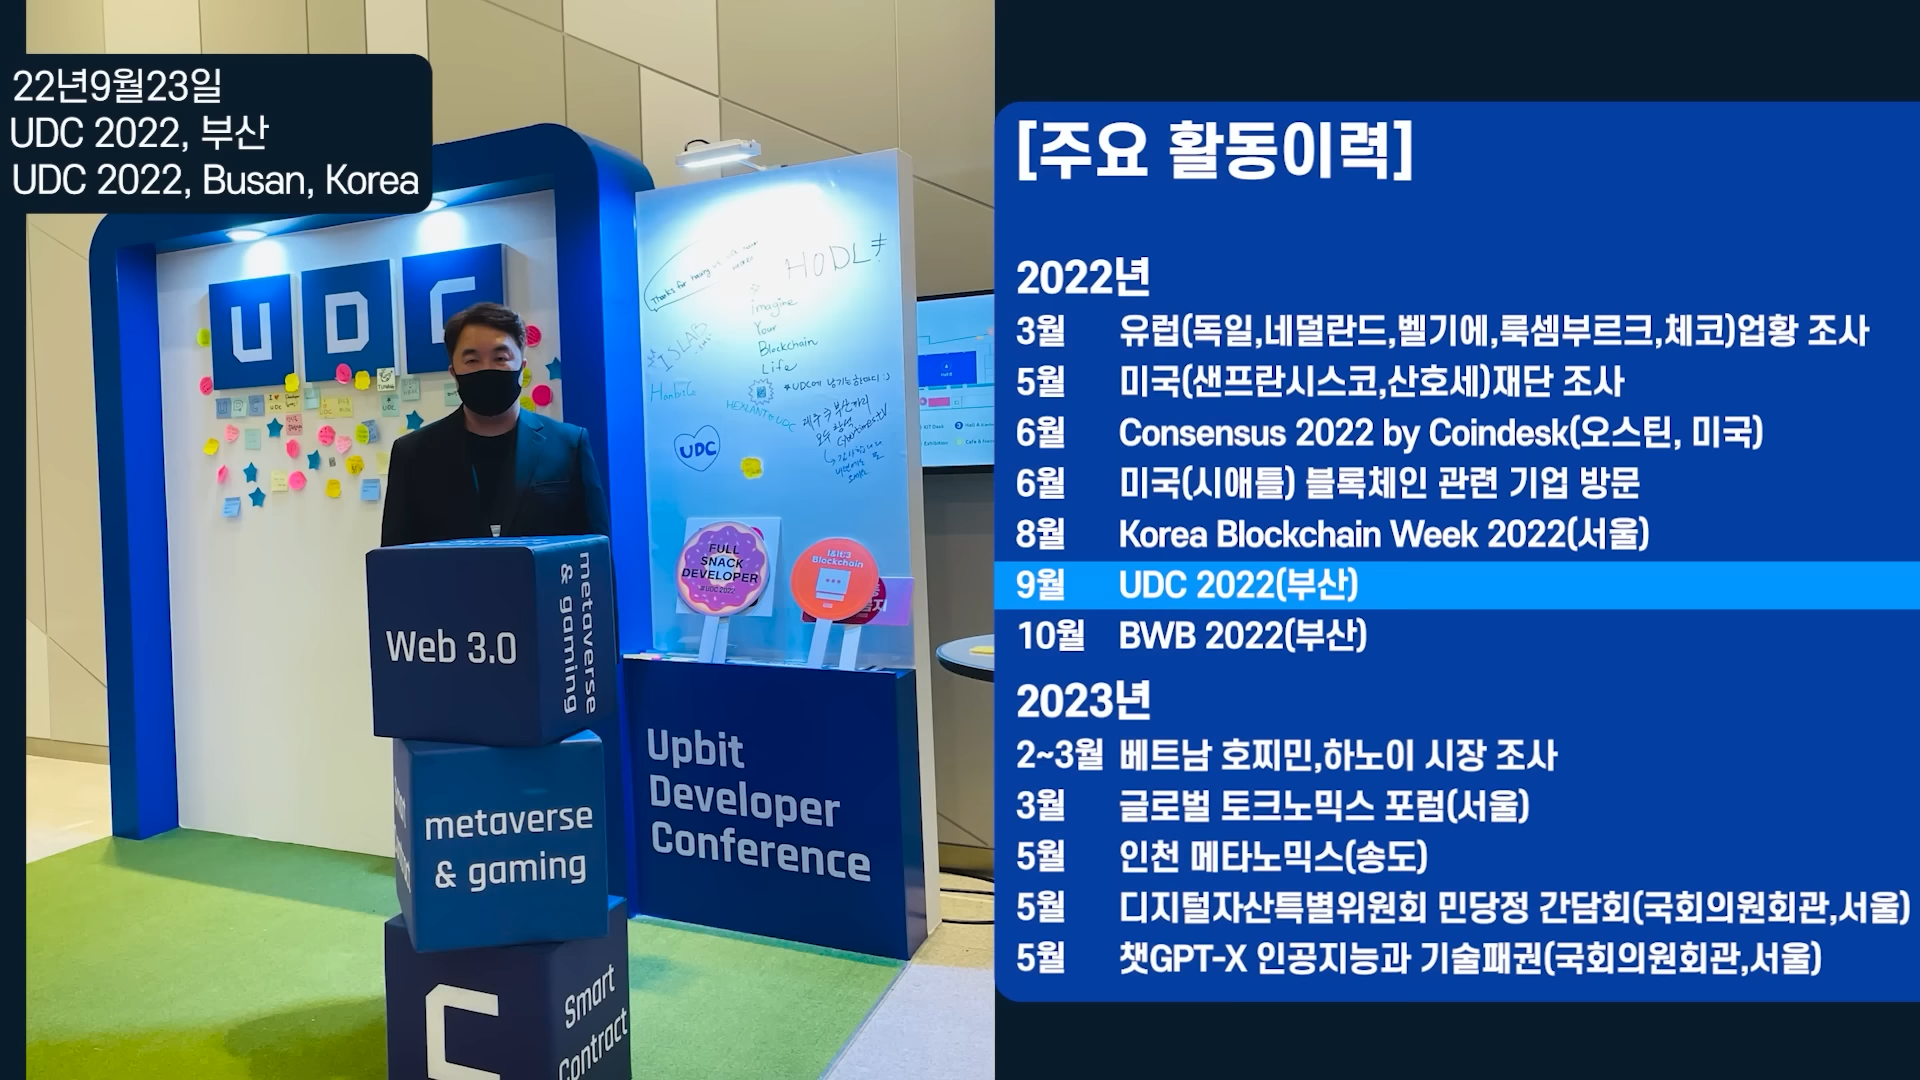 22년9월23일
UDC 2022, 부산
UDC 2022, Busan, Korea
U D C
HODL
imagine
Your
Blockchain
Life
HanbitCo
UDC
FULL
SNACK
DEVELOPER
#UDC2022
Blockchain
Web 3.0
metaverse
& gaming
metaverse
& gaming
Smart
Contract
C
Upbit
Developer
Conference
[주요 활동이력]
2022년
3월 유럽(독일,네덜란드,벨기에,룩셈부르크,체코)업황 조사
5월 미국(샌프란시스코,산호세)재단 조사
6월 Consensus 2022 by Coindesk(오스틴, 미국)
6월 미국(시애틀) 블록체인 관련 기업 방문
8월 Korea Blockchain Week 2022(서울)
9월 UDC 2022(부산)
10월 BWB 2022(부산)
2023년
2~3월 베트남 호찌민,하노이 시장 조사
3월 글로벌 토크노믹스 포럼(서울)
5월 인천 메타노믹스(송도)
5월 디지털자산특별위원회 민당정 간담회(국회의원회관,서울)
5월 챗GPT-X 인공지능과 기술패권(국회의원회관,서울)